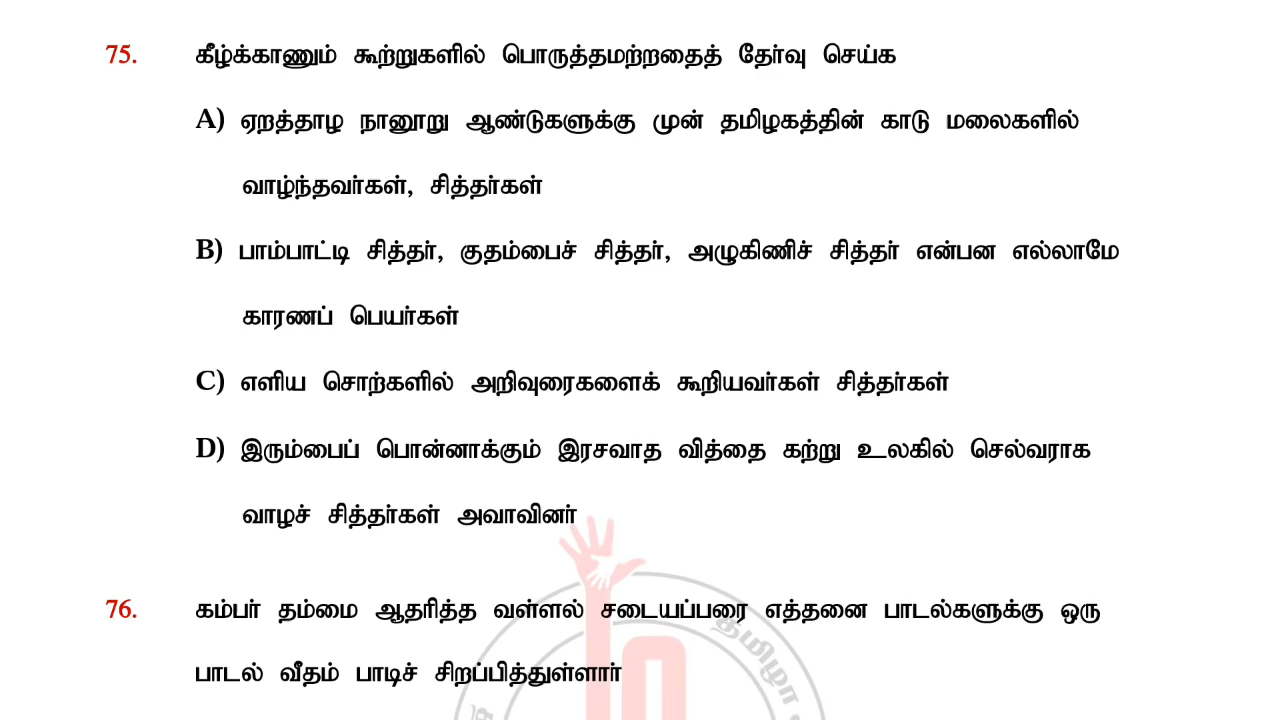 75. கீழ்க்காணும் கூற்றுகளில் பொருத்தமற்றதைத் தேர்வு செய்க
A) ஏறத்தாழ நானூறு ஆண்டுகளுக்கு முன் தமிழகத்தின் காடு மலைகளில்
வாழ்ந்தவர்கள், சித்தர்கள்
B) பாம்பாட்டி சித்தர், குதம்பைச் சித்தர், அழுகிணிச் சித்தர் என்பன எல்லாமே
காரணப் பெயர்கள்
C) எளிய சொற்களில் அறிவுரைகளைக் கூறியவர்கள் சித்தர்கள்
D) இரும்பைப் பொன்னாக்கும் இரசவாத வித்தை கற்று உலகில் செல்வராக
வாழச் சித்தர்கள் அவாவினர்
76. கம்பர் தம்மை ஆதரித்த வள்ளல் சடையப்பரை எத்தனை பாடல்களுக்கு ஒரு
பாடல் வீதம் பாடிச் சிறப்பித்துள்ளார்